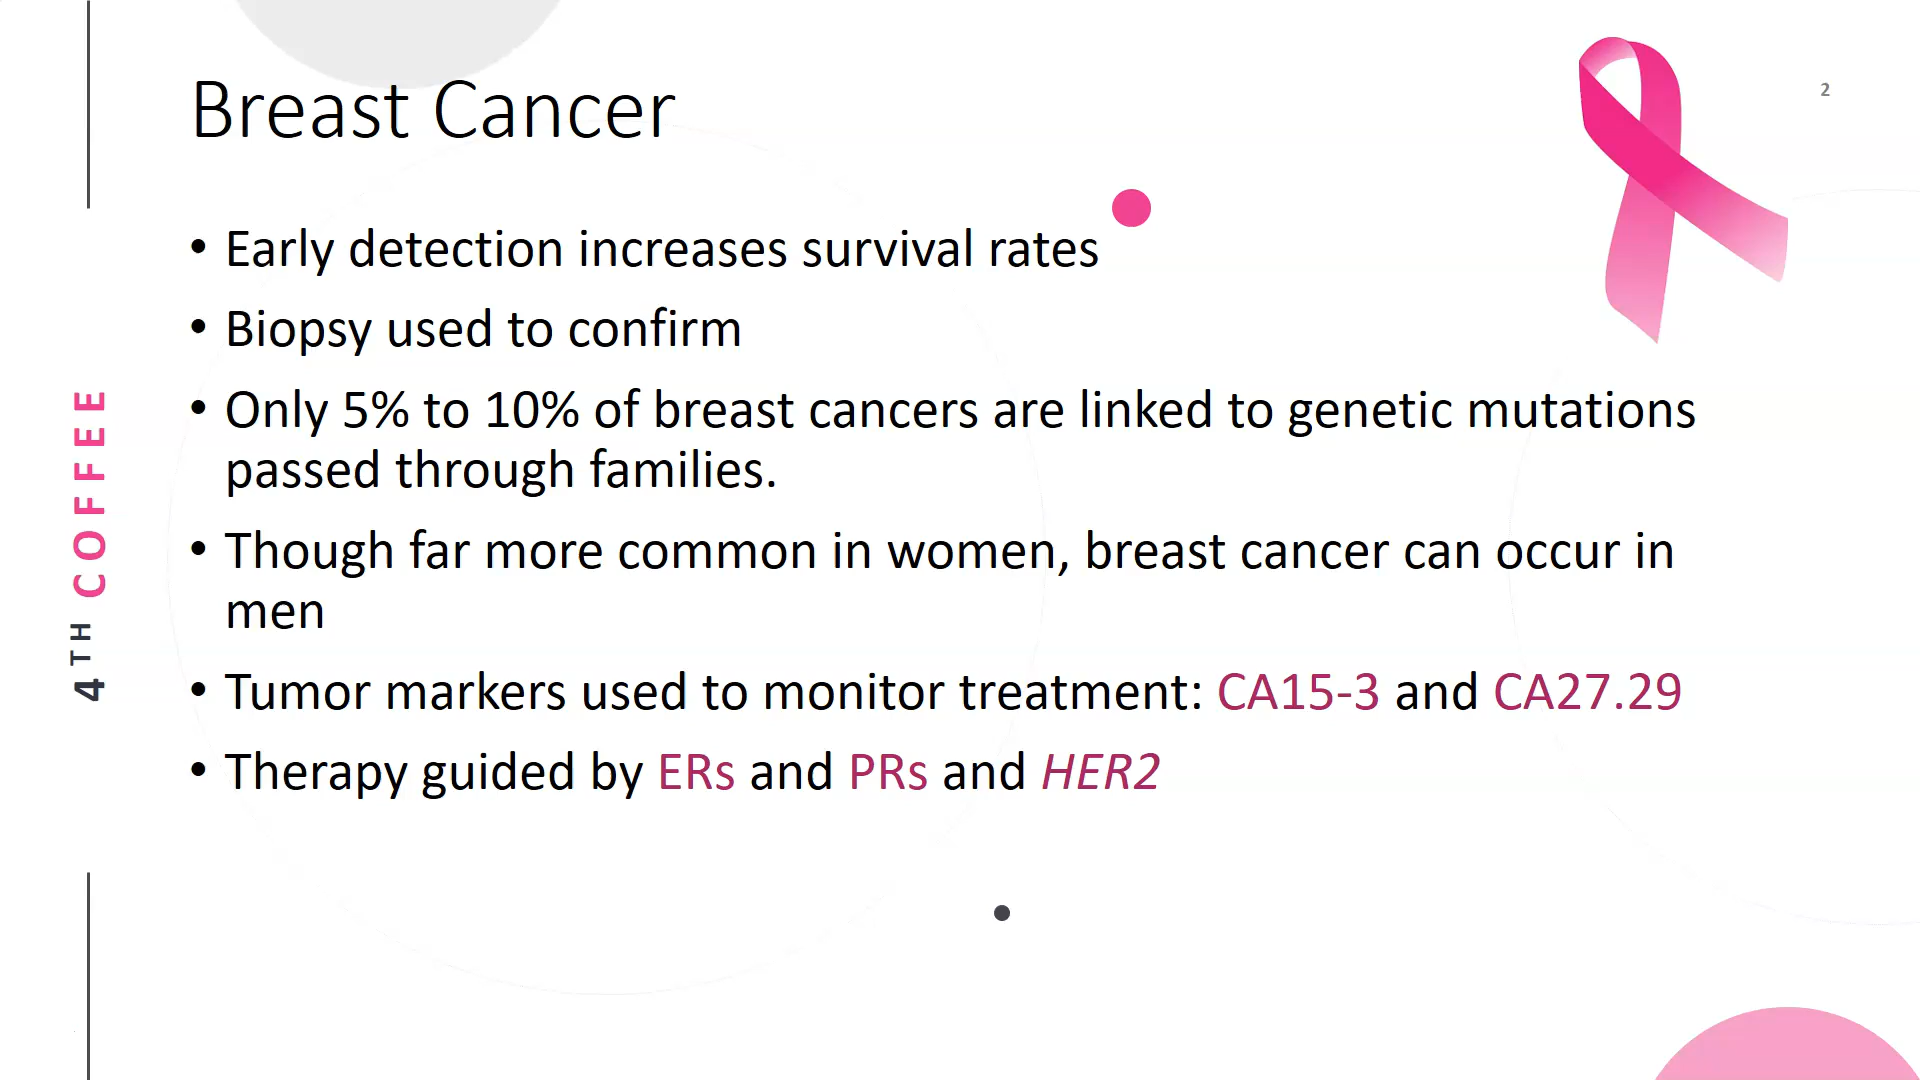 Breast Cancer
2
• Early detection increases survival rates
• Biopsy used to confirm
• Only 5% to 10% of breast cancers are linked to genetic mutations
passed through families.
• Though far more common in women, breast cancer can occur in
men
• Tumor markers used to monitor treatment: CA15-3 and CA27.29
• Therapy guided by ERs and PRs and HER2
4TH COFFEE